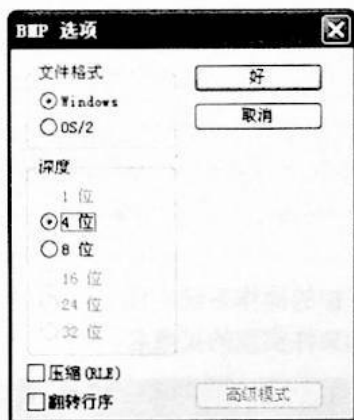 BMP 选项
文件格式
Windows
OS/2
好
取消
深度
1 位
4 位
8 位
16 位
24 位
32 位
压缩(RLE)
翻转行序
高级模式